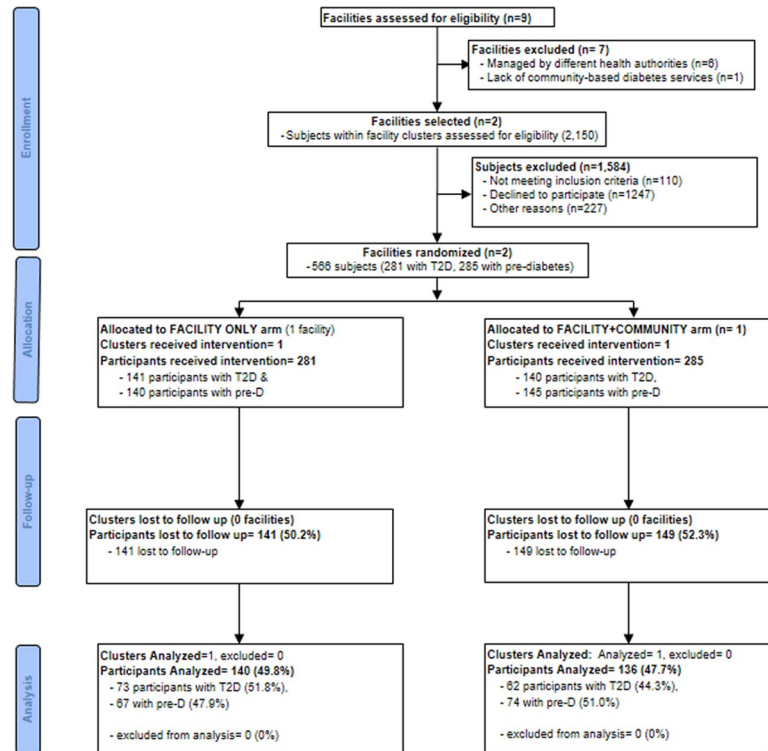 Enrollment
Facilities assessed for eligibility (n=9)
Facilities excluded (n= 7)
- Managed by different health authorities (n=6)
- Lack of community-based diabetes services (n=1)
Facilities selected (n=2)
- Subjects within facility clusters assessed for eligibility (2,150)
Subjects excluded (n=1,584)
- Not meeting inclusion criteria (n=110)
- Declined to participate (n=1247)
- Other reasons (n=227)
Facilities randomized (n=2)
- 566 subjects (281 with T2D, 285 with pre-diabetes)
Allocation
Allocated to FACILITY ONLY arm (1 facility)
Clusters received intervention= 1
Participants received intervention= 281
- 141 participants with T2D &
- 140 participants with pre-D
Allocated to FACILITY+COMMUNITY arm (n= 1)
Clusters received intervention= 1
Participants received intervention= 285
- 140 participants with T2D,
- 145 participants with pre-D
Follow-up
Clusters lost to follow up (0 facilities)
Participants lost to follow up= 141 (50.2%)
- 141 lost to follow-up
Clusters lost to follow up (0 facilities)
Participants lost to follow up= 149 (52.3%)
- 149 lost to follow-up
Analysis
Clusters Analyzed=1, excluded= 0
Participants Analyzed= 140 (49.8%)
- 73 participants with T2D (51.8%),
- 67 with pre-D (47.9%)
- excluded from analysis= 0 (0%)
Clusters Analyzed: Analyzed= 1, excluded= 0
Participants Analyzed= 136 (47.7%)
- 62 participants with T2D (44.3%),
- 74 with pre-D (51.0%)
- excluded from analysis= 0 (0%)